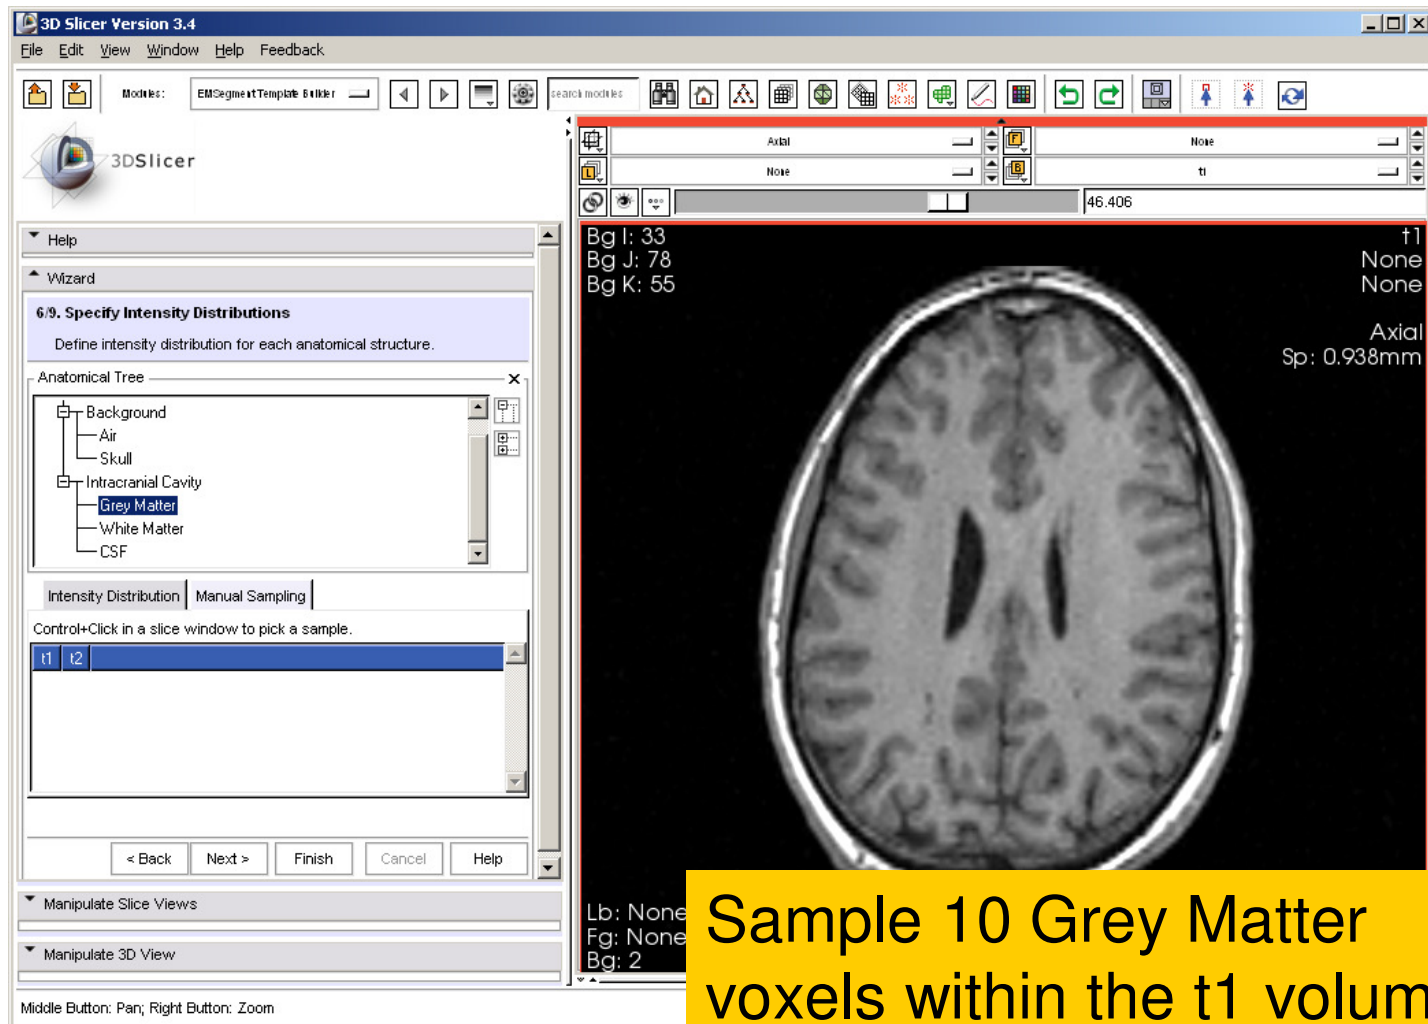 3D Slicer Version 3.4
File Edit View Window Help Feedback
Modules: EMSegment Template Builder search modules
3DSlicer
Axial None
None t1
46.406
Help
Wizard
6/9. Specify Intensity Distributions
Define intensity distribution for each anatomical structure.
Anatomical Tree
Background
Air
Skull
Intracranial Cavity
Grey Matter
White Matter
CSF
Intensity Distribution Manual Sampling
Control+Click in a slice window to pick a sample.
t1 t2
< Back Next > Finish Cancel Help
Manipulate Slice Views
Manipulate 3D View
Middle Button: Pan; Right Button: Zoom
Bg I: 33
Bg J: 78
Bg K: 55
t1
None
None
Axial
Sp: 0.938mm
Lb: None
Fg: None
Bg: 2
Sample 10 Grey Matter
voxels within the t1 volum